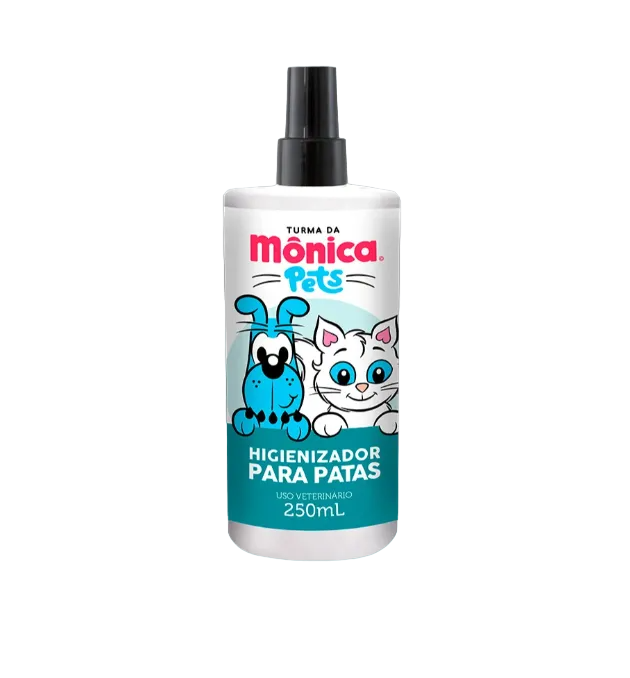 TURMA DA
mônica
Pets
HIGIENIZADOR
PARA PATAS
USO VETERINÁRIO
250mL